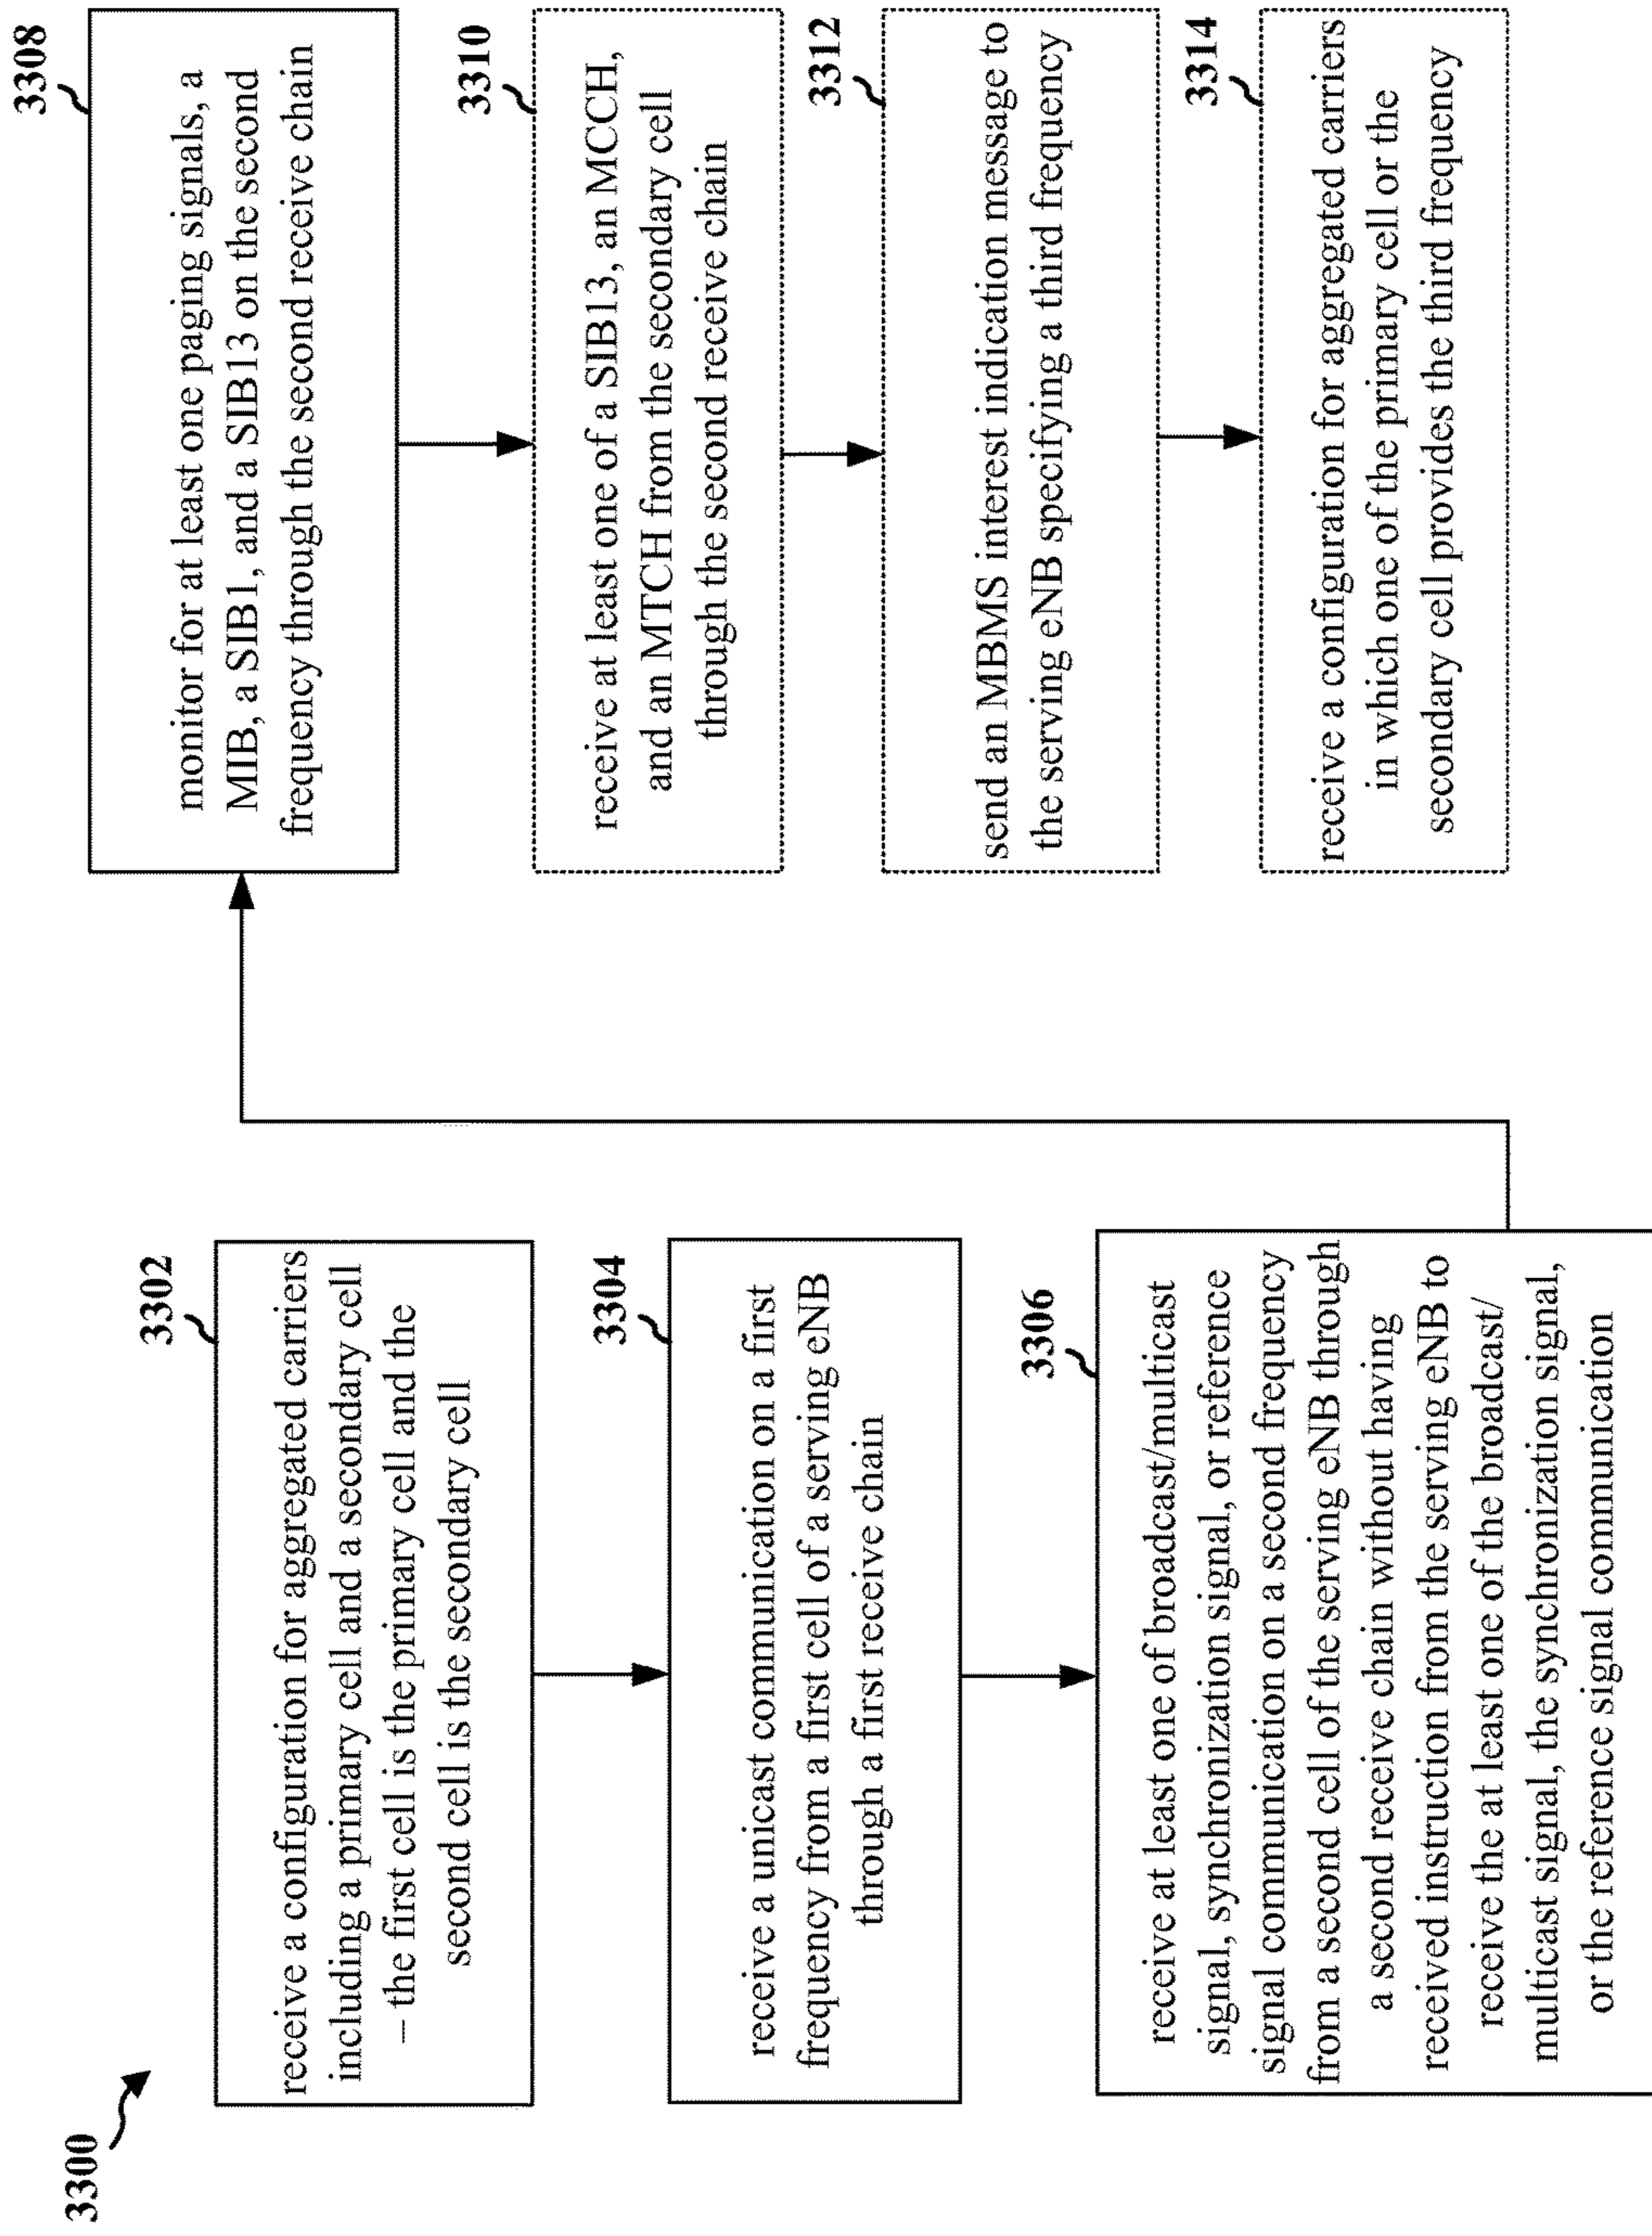 3300
3302
receive a configuration for aggregated carriers
including a primary cell and a secondary cell
– the first cell is the primary cell and the
second cell is the secondary cell
3304
receive a unicast communication on a first
frequency from a first cell of a serving eNB
through a first receive chain
3306
receive at least one of broadcast/multicast
signal, synchronization signal, or reference
signal communication on a second frequency
from a second cell of the serving eNB through
a second receive chain without having
received instruction from the serving eNB to
receive the at least one of the broadcast/
multicast signal, the synchronization signal,
or the reference signal communication
3308
monitor for at least one paging signals, a
MIB, a SIB1, and a SIB13 on the second
frequency through the second receive chain
3310
receive at least one of a SIB13, an MCCH,
and an MTCH from the secondary cell
through the second receive chain
3312
send an MBMS interest indication message to
the serving eNB specifying a third frequency
3314
receive a configuration for aggregated carriers
in which one of the primary cell or the
secondary cell provides the third frequency